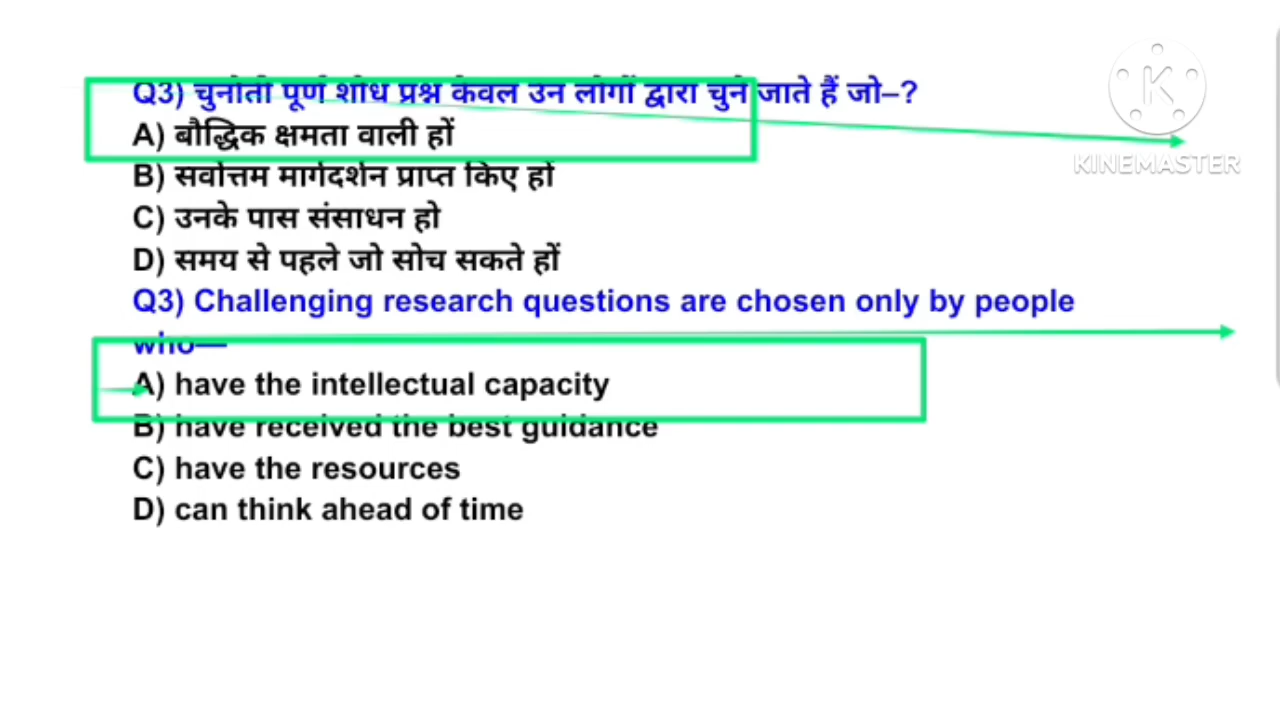 Q3) चुनोती पूर्ण शोध प्रश्न केवल उन लोगों द्वारा चुने जाते हैं जो–?
A) बौद्धिक क्षमता वाली हों
B) सर्वोत्तम मार्गदर्शन प्राप्त किए हों
C) उनके पास संसाधन हो
D) समय से पहले जो सोच सकते हों
Q3) Challenging research questions are chosen only by people
who—
A) have the intellectual capacity
B) have received the best guidance
C) have the resources
D) can think ahead of time
K
KINEMASTER